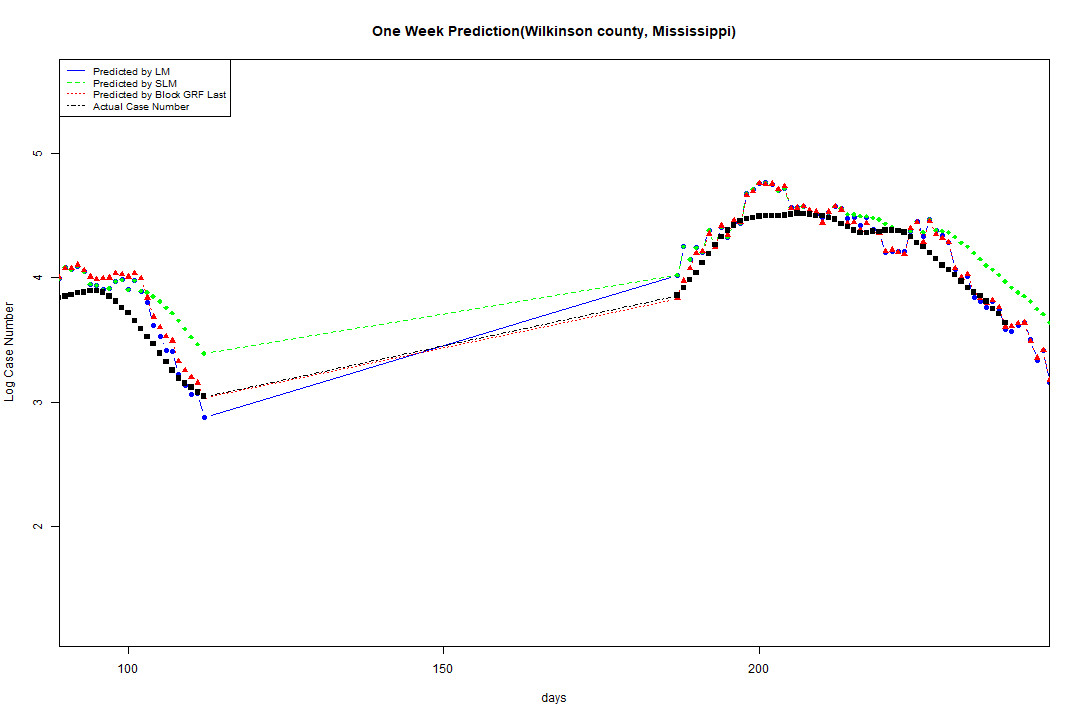 One Week Prediction(Wilkinson county, Mississippi)
Predicted by LM
Predicted by SLM
Predicted by Block GRF Last
Actual Case Number
5
4
3
2
Log Case Number
100 150 200
days